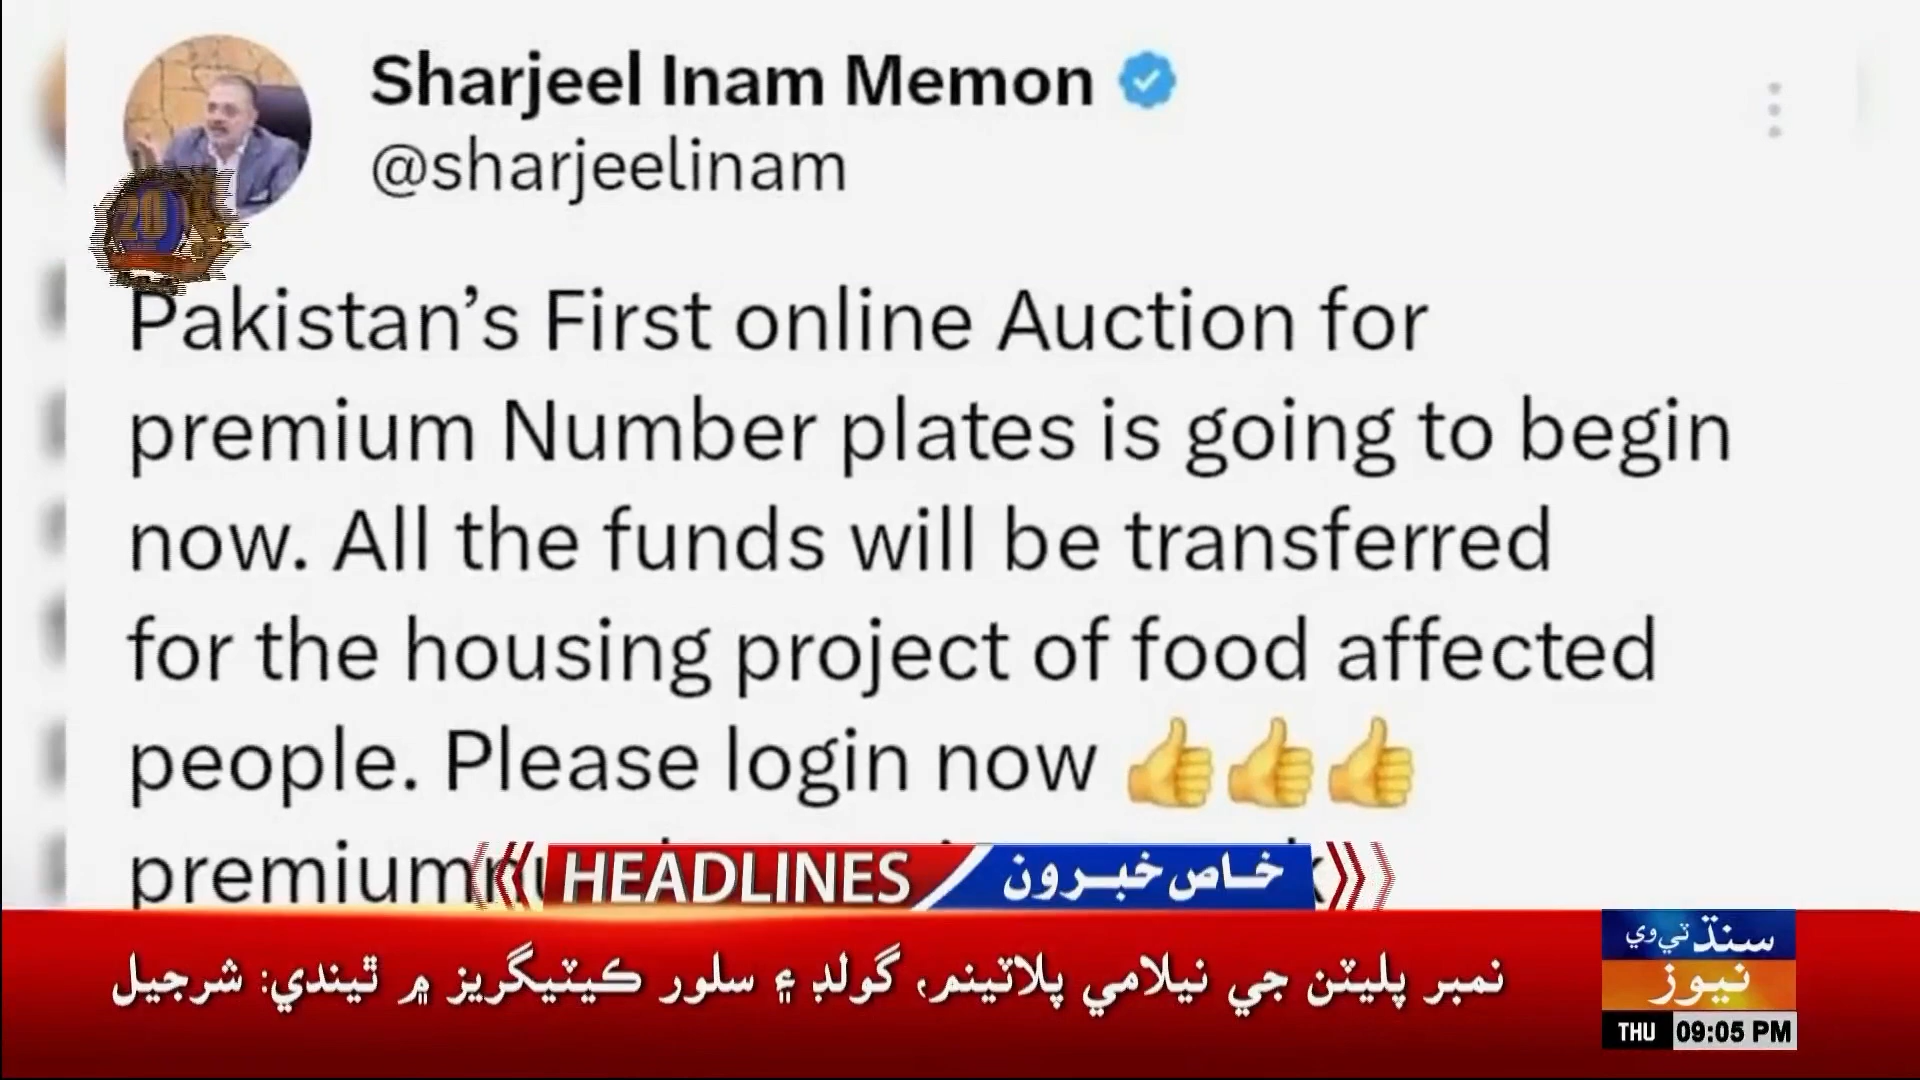 Sharjeel Inam Memon
@sharjeelinam
20
Pakistan's First online Auction for
premium Number plates is going to begin
now. All the funds will be transferred
for the housing project of food affected
people. Please login now 👍👍👍
HEADLINES
خاص خبرون
نمبر پليٽن جي نيلامي پلاٽينم، گولڊ ۽ سلور ڪيٽيگريز ۾ ٿيندي: شرجيل
سنڌ ٽي وي
نيوز
THU 09:05 PM